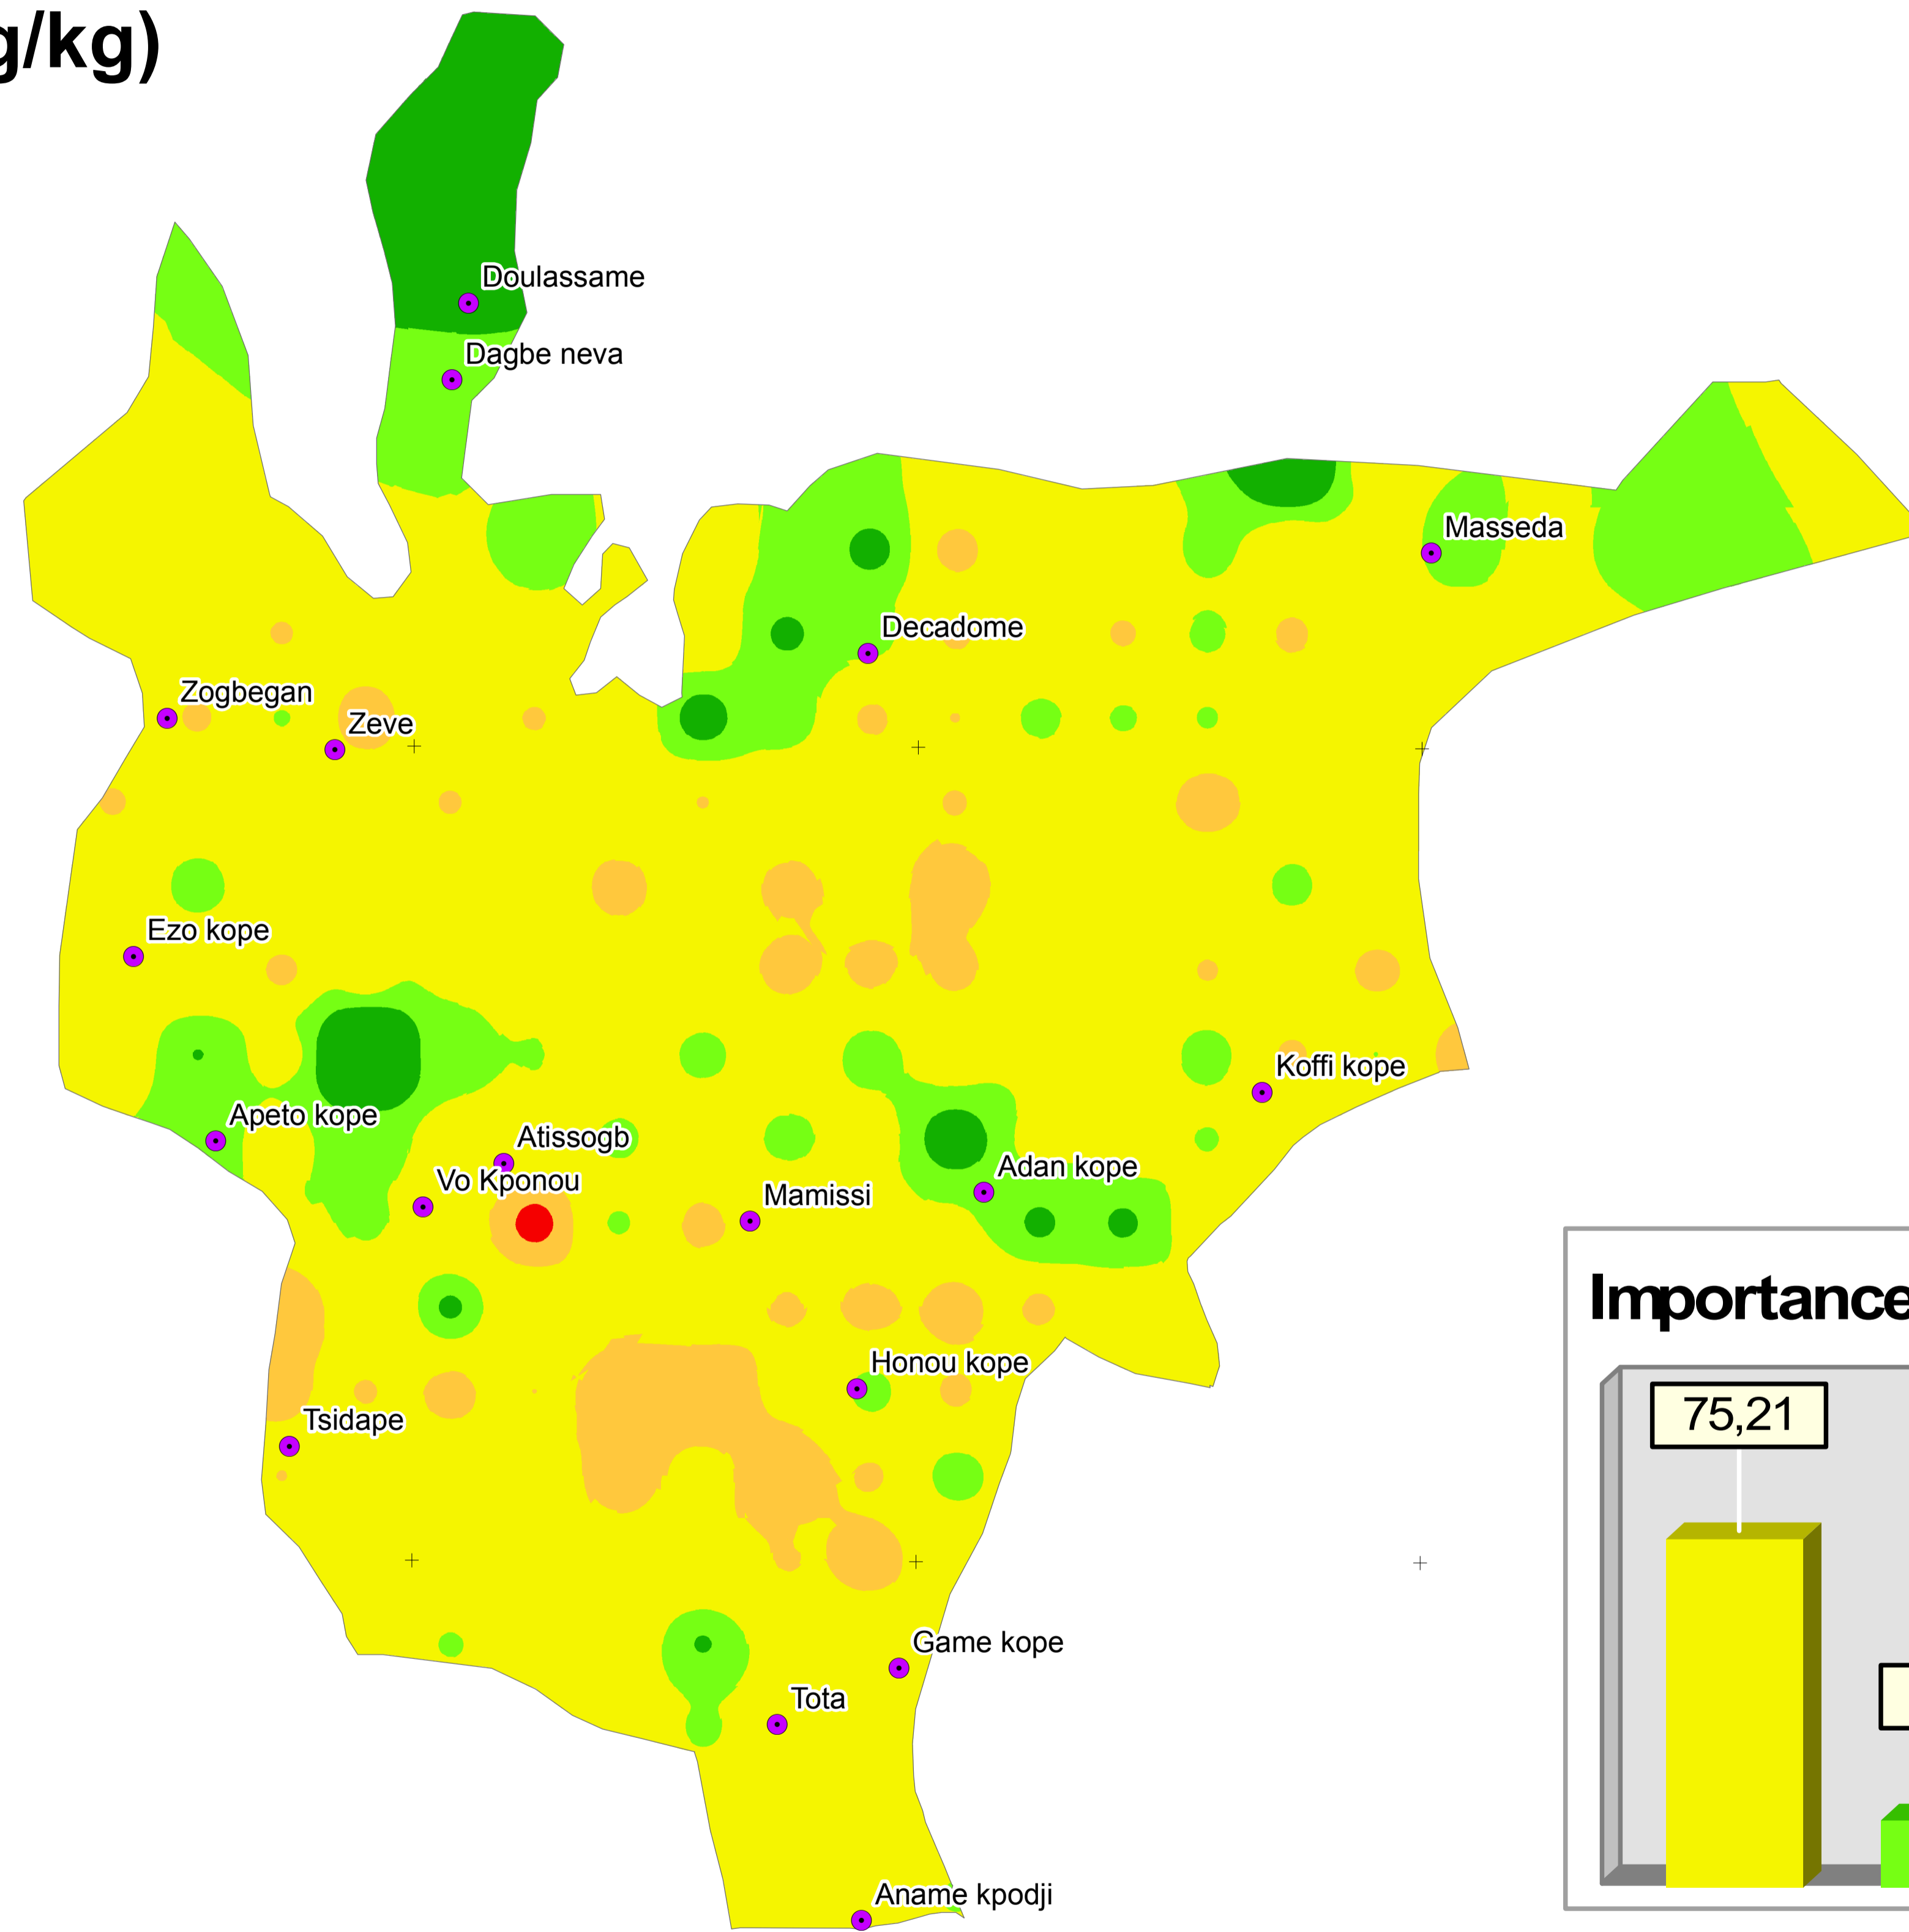 g/kg)
Doulassame
Dagbe neva
Masseda
Decadome
Zogbegan
Zeve
Ezo kope
Koffi kope
Apeto kope
Atissogb
Adan kope
Vo Kponou
Mamissi
Importance
Honou kope
75,21
Tsidape
Game kope
Tota
Aname kpodji